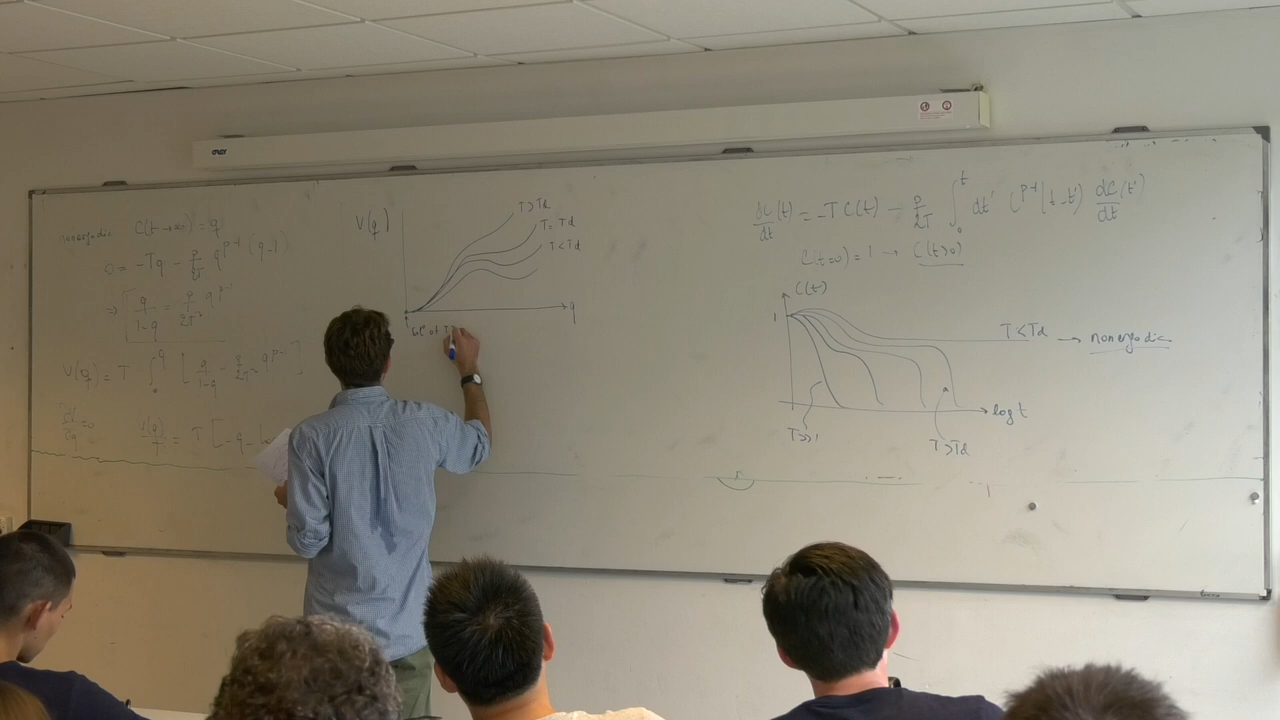 nonergodic C(t→∞) = q
0 = -Tq - p/2T q^{p-1} (q-1)
⇒ q/1-q = p/2T² q^{p-1}
V(q) = T ∫_0^q [ q/1-q - p/2T² q^{p-1} ]
∂V/∂q = 0 V(q)/T = T [ -q -
V(q)
T>Td
T=Td
T<Td
q
dC(t)/dt = -T C(t) - p/2T ∫_0^t dt' C^{p-1}(t-t') dC(t')/dt'
C(t=0) = 1 → C(t>0)
C(t)
1
T<Td → nonergodic
log t
T>>1
T>Td